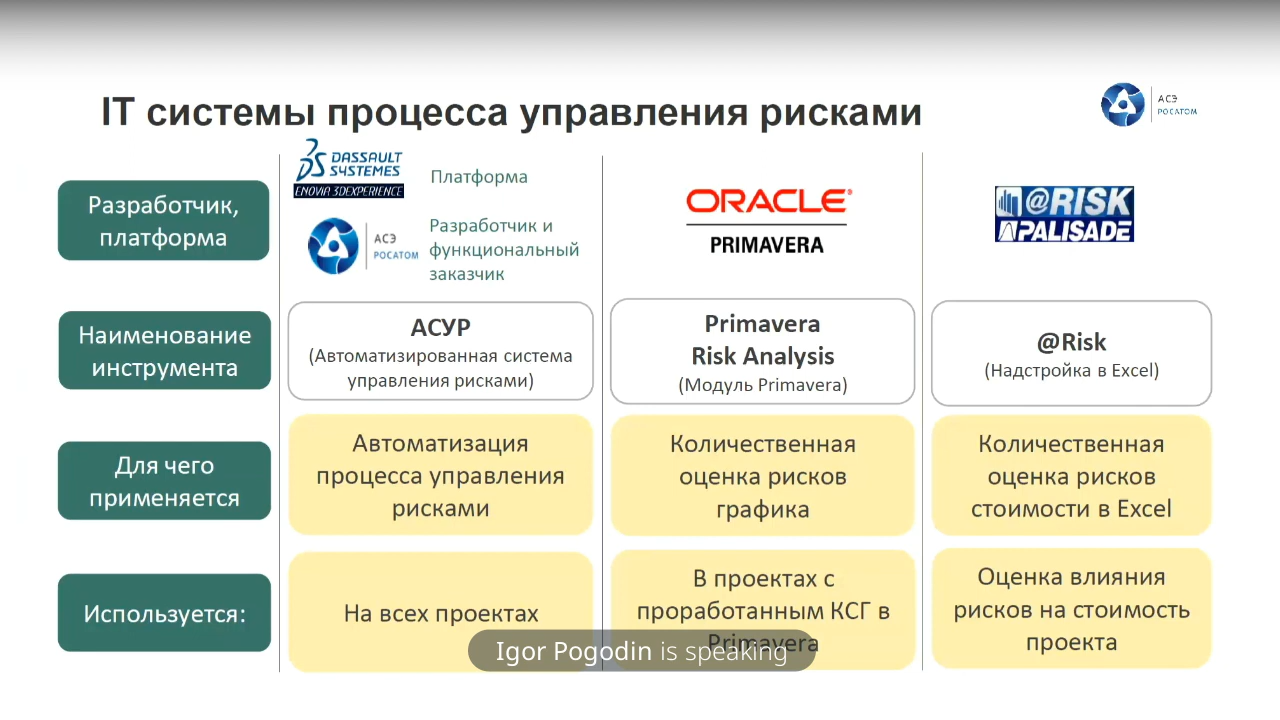 IT системы процесса управления рисками
АСЭ
РОСАТОМ
Разработчик,
платформа
DASSAULT
SYSTEMES
ENOVIA 3DEXPERIENCE
Платформа
АСЭ
РОСАТОМ
Разработчик и
функциональный
заказчик
ORACLE®
PRIMAVERA
@RISK
PALISADE
Наименование
инструмента
АСУР
(Автоматизированная система
управления рисками)
Primavera
Risk Analysis
(Модуль Primavera)
@Risk
(Надстройка в Excel)
Для чего
применяется
Автоматизация
процесса управления
рисками
Количественная
оценка рисков
графика
Количественная
оценка рисков
стоимости в Excel
Используется:
На всех проектах
В проектах с
проработанным КСГ в
Primavera
Оценка влияния
рисков на стоимость
проекта
Igor Pogodin is speaking